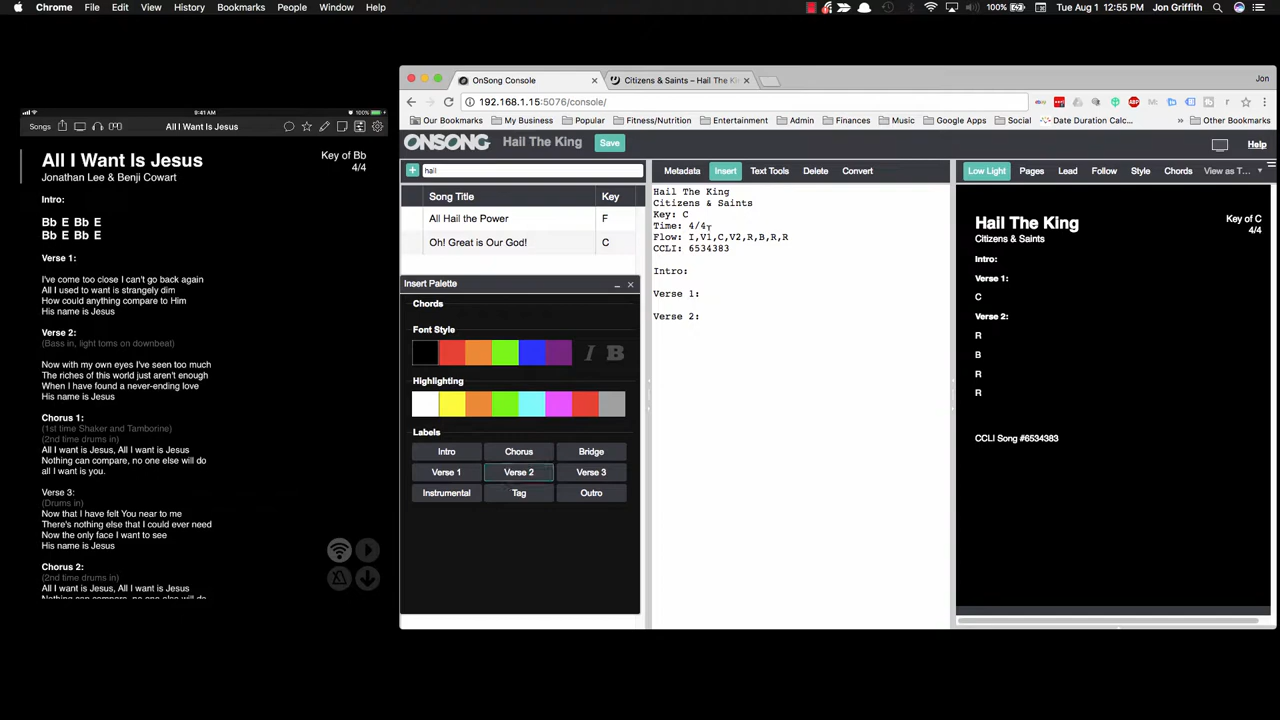 Chrome File Edit View History Bookmarks People Window Help
100% Tue Aug 1 12:55 PM Jon Griffith
OnSong Console
Citizens & Saints – Hail The K
Jon
192.168.1.15:5076/console/
Our Bookmarks My Business Popular Fitness/Nutrition Entertainment Admin Finances Music Google Apps Social Date Duration Calc... » Other Bookmarks
9:41 AM 100%
Songs All I Want Is Jesus
All I Want Is Jesus
Jonathan Lee & Benji Cowart
Key of Bb
4/4
Intro:
Bb E Bb E
Bb E Bb E
Verse 1:
I've come too close I can't go back again
All I used to want is strangely dim
How could anything compare to Him
His name is Jesus
Verse 2:
(Bass in, light toms on downbeat)
Now with my own eyes I've seen too much
The riches of this world just aren't enough
When I have found a never-ending love
His name is Jesus
Chorus 1:
(1st time Shaker and Tamborine)
(2nd time drums in)
All I want is Jesus, All I want is Jesus
Nothing can compare, no one else will do
all I want is you.
Verse 3:
(Drums in)
Now that I have felt You near to me
There's nothing else that I could ever need
Now the only face I want to see
His name is Jesus
Chorus 2:
(2nd time drums in)
All I want is Jesus, All I want is Jesus
Nothing can compare, no one else will do
ONSONG Hail The King Save Help
hail
Song Title Key
All Hail the Power F
Oh! Great is Our God! C
Insert Palette
Chords
Font Style
I B
Highlighting
Labels
Intro Chorus Bridge
Verse 1 Verse 2 Verse 3
Instrumental Tag Outro
Metadata Insert Text Tools Delete Convert
Hail The King
Citizens & Saints
Key: C
Time: 4/4
Flow: I,V1,C,V2,R,B,R,R
CCLI: 6534383
Intro:
Verse 1:
Verse 2:
Low Light Pages Lead Follow Style Chords View as T...
Hail The King
Citizens & Saints
Key of C
4/4
Intro:
Verse 1:
C
Verse 2:
R
B
R
R
CCLI Song #6534383